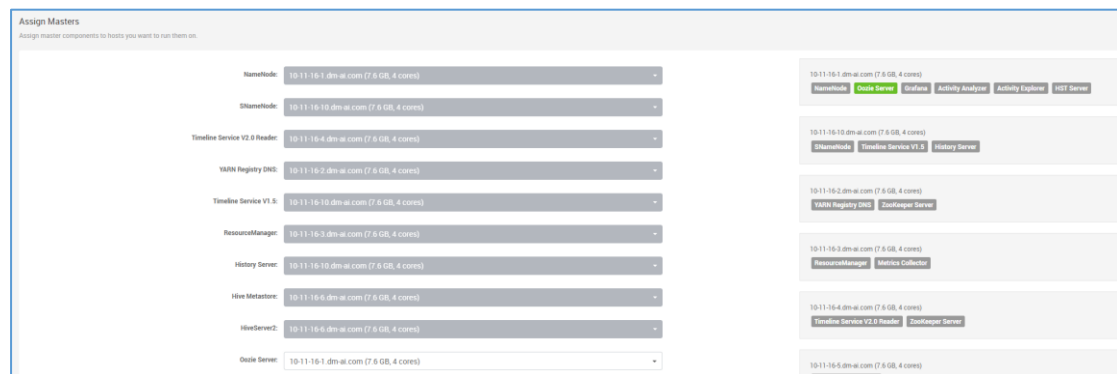 Assign Masters
Assign master components to hosts you want to run them on.
NameNode: 10-11-16-1.dm-ai.com (7.6 GB, 4 cores)
SNameNode: 10-11-16-10.dm-ai.com (7.6 GB, 4 cores)
Timeline Service V2.0 Reader: 10-11-16-4.dm-ai.com (7.6 GB, 4 cores)
YARN Registry DNS: 10-11-16-2.dm-ai.com (7.6 GB, 4 cores)
Timeline Service V1.5: 10-11-16-10.dm-ai.com (7.6 GB, 4 cores)
ResourceManager: 10-11-16-3.dm-ai.com (7.6 GB, 4 cores)
History Server: 10-11-16-10.dm-ai.com (7.6 GB, 4 cores)
Hive Metastore: 10-11-16-6.dm-ai.com (7.6 GB, 4 cores)
HiveServer2: 10-11-16-6.dm-ai.com (7.6 GB, 4 cores)
Oozie Server: 10-11-16-1.dm-ai.com (7.6 GB, 4 cores)
10-11-16-1.dm-ai.com (7.6 GB, 4 cores)
NameNode Oozie Server Grafana Activity Analyzer Activity Explorer HST Server
10-11-16-10.dm-ai.com (7.6 GB, 4 cores)
SNameNode Timeline Service V1.5 History Server
10-11-16-2.dm-ai.com (7.6 GB, 4 cores)
YARN Registry DNS ZooKeeper Server
10-11-16-3.dm-ai.com (7.6 GB, 4 cores)
ResourceManager Metrics Collector
10-11-16-4.dm-ai.com (7.6 GB, 4 cores)
Timeline Service V2.0 Reader ZooKeeper Server
10-11-16-5.dm-ai.com (7.6 GB, 4 cores)